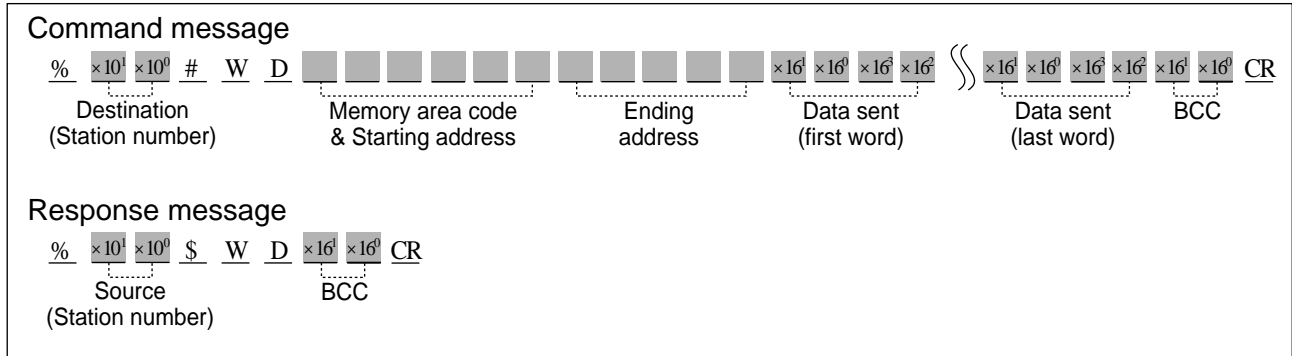 Command message
% ×10¹ ×10⁰ # W D ×16¹ ×16⁰ ×16³ ×16² ×16¹ ×16⁰ ×16³ ×16² ×16¹ ×16⁰ CR
Destination Memory area code Ending Data sent Data sent BCC
(Station number) & Starting address address (first word) (last word)
Response message
% ×10¹ ×10⁰ $ W D ×16¹ ×16⁰ CR
Source BCC
(Station number)